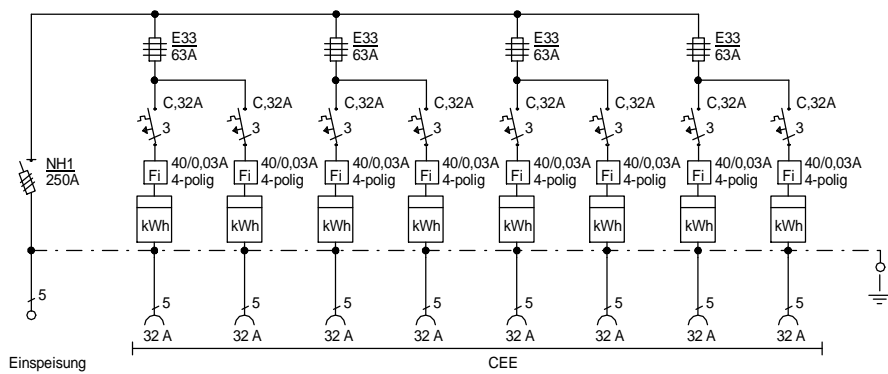 E33 E33 E33 E33
63A 63A 63A 63A
C,32A C,32A C,32A C,32A C,32A C,32A C,32A C,32A
3 3 3 3 3 3 3 3
NH1 40/0,03A 40/0,03A 40/0,03A 40/0,03A 40/0,03A 40/0,03A 40/0,03A 40/0,03A
250A Fi 4-polig Fi 4-polig Fi 4-polig Fi 4-polig Fi 4-polig Fi 4-polig Fi 4-polig Fi 4-polig
kWh kWh kWh kWh kWh kWh kWh kWh
5 5 5 5 5 5 5 5 5
32 A 32 A 32 A 32 A 32 A 32 A 32 A 32 A
Einspeisung CEE